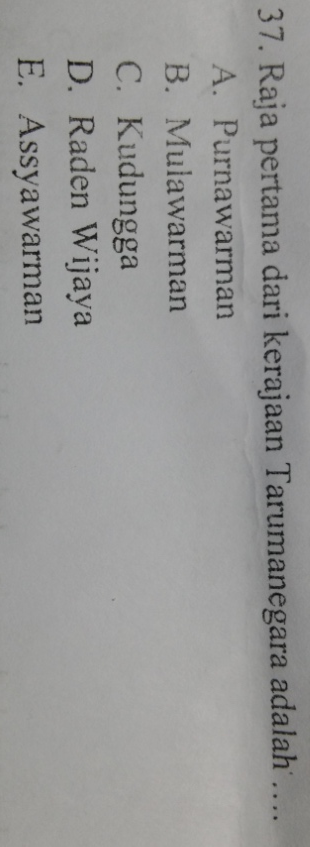 37. Raja pertama dari kerajaan Tarumanegara adalah ....
A. Purnawarman
B. Mulawarman
C. Kudungga
D. Raden Wijaya
E. Assyawarman